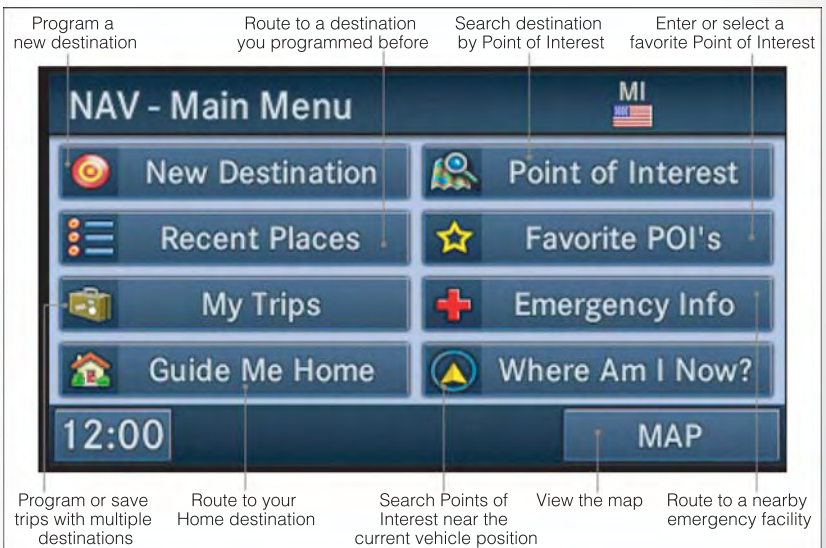 Program a
new destination
Route to a destination
you programmed before
Search destination
by Point of Interest
Enter or select a
favorite Point of Interest
NAV - Main Menu
MI
New Destination
Point of Interest
Recent Places
Favorite POI's
My Trips
Emergency Info
Guide Me Home
Where Am I Now?
12:00
MAP
Program or save
trips with multiple
destinations
Route to your
Home destination
Search Points of
Interest near the
current vehicle position
View the map
Route to a nearby
emergency facility